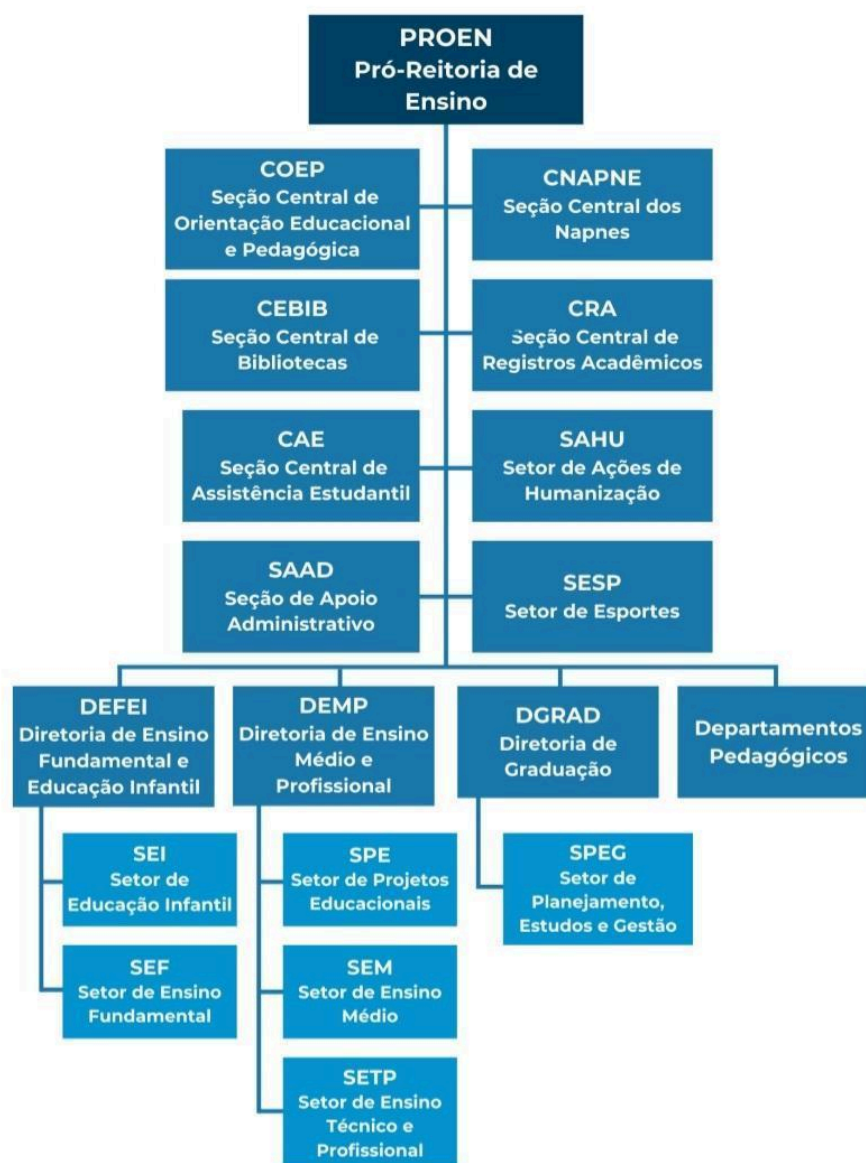 PROEN
Pró-Reitoria de
Ensino
COEP
Seção Central de
Orientação Educacional
e Pedagógica
CNAPNE
Seção Central dos
Napnes
CEBIB
Seção Central de
Bibliotecas
CRA
Seção Central de
Registros Acadêmicos
CAE
Seção Central de
Assistência Estudantil
SAHU
Setor de Ações de
Humanização
SAAD
Seção de Apoio
Administrativo
SESP
Setor de Esportes
DEFEI
Diretoria de Ensino
Fundamental e
Educação Infantil
DEMP
Diretoria de Ensino
Médio e
Profissional
DGRAD
Diretoria de
Graduação
Departamentos
Pedagógicos
SEI
Setor de
Educação Infantil
SPE
Setor de Projetos
Educacionais
SPEG
Setor de
Planejamento,
Estudos e Gestão
SEF
Setor de Ensino
Fundamental
SEM
Setor de Ensino
Médio
SETP
Setor de Ensino
Técnico e
Profissional